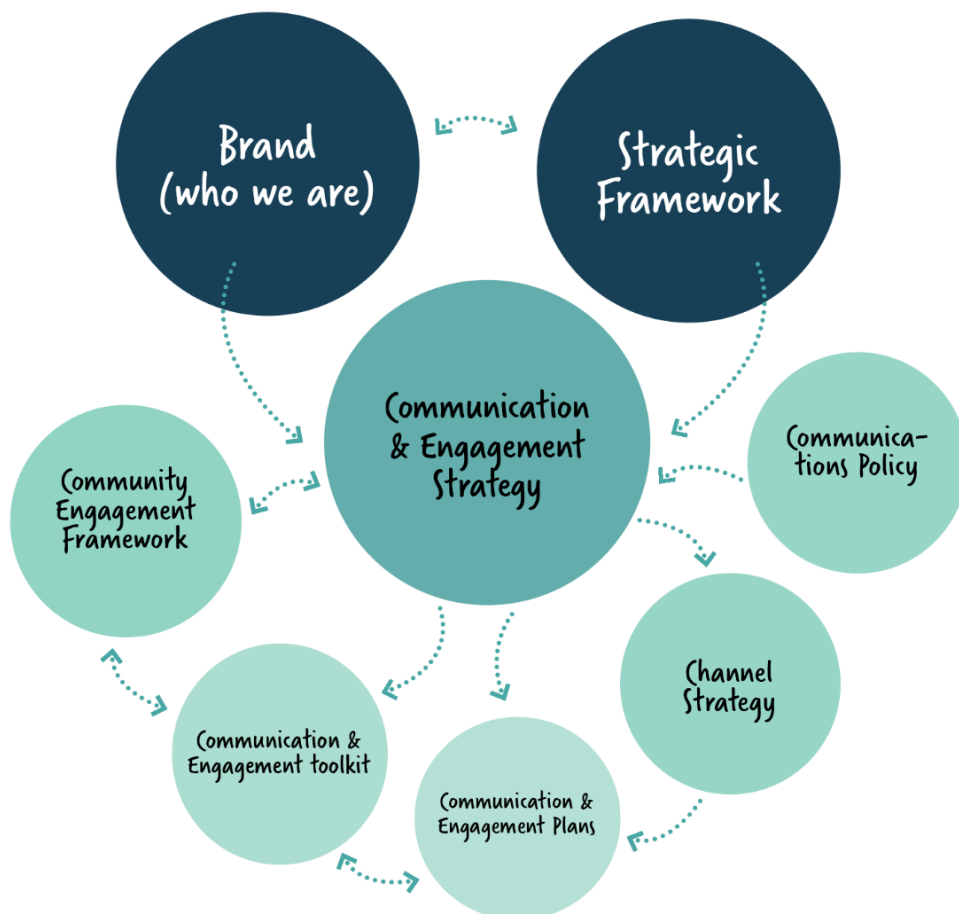 Brand
(who we are)
Strategic
Framework
Communication
& Engagement
Strategy
Communica-
tions Policy
Community
Engagement
Framework
Channel
Strategy
Communication &
Engagement toolkit
Communication &
Engagement Plans